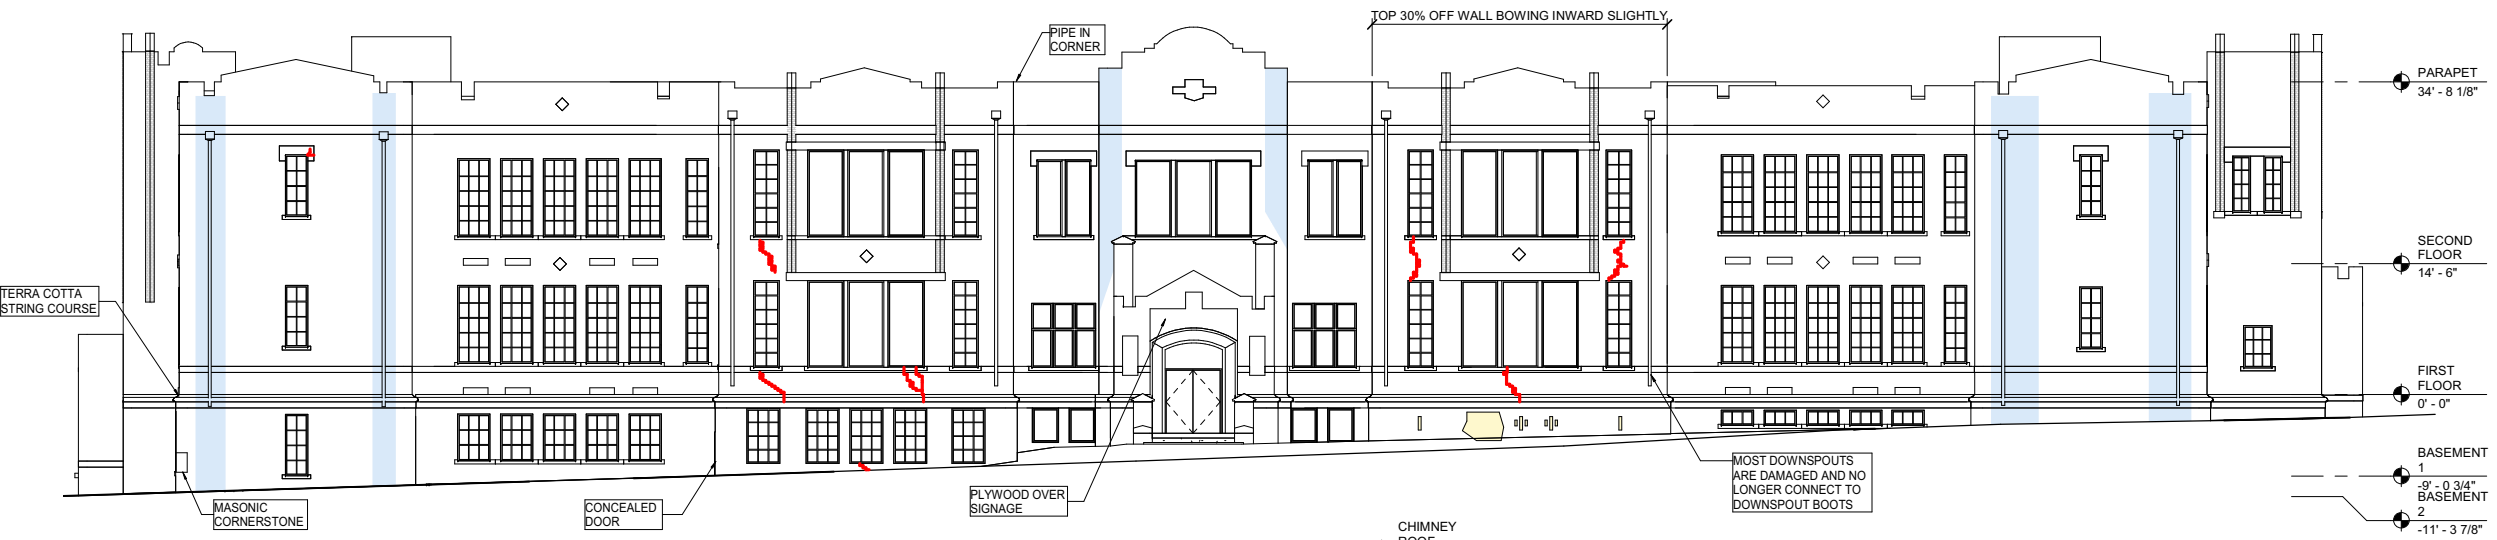 TOP 30% OFF WALL BOWING INWARD SLIGHTLY
PIPE IN
CORNER
PARAPET
34' - 8 1/8"
SECOND
FLOOR
14' - 6"
TERRA COTTA
STRING COURSE
FIRST
FLOOR
0' - 0"
MASONIC
CORNERSTONE
CONCEALED
DOOR
PLYWOOD OVER
SIGNAGE
MOST DOWNSPOUTS
ARE DAMAGED AND NO
LONGER CONNECT TO
DOWNSPOUT BOOTS
BASEMENT
1
-9' - 0 3/4"
BASEMENT
2
-11' - 3 7/8"
CHIMNEY
ROOF